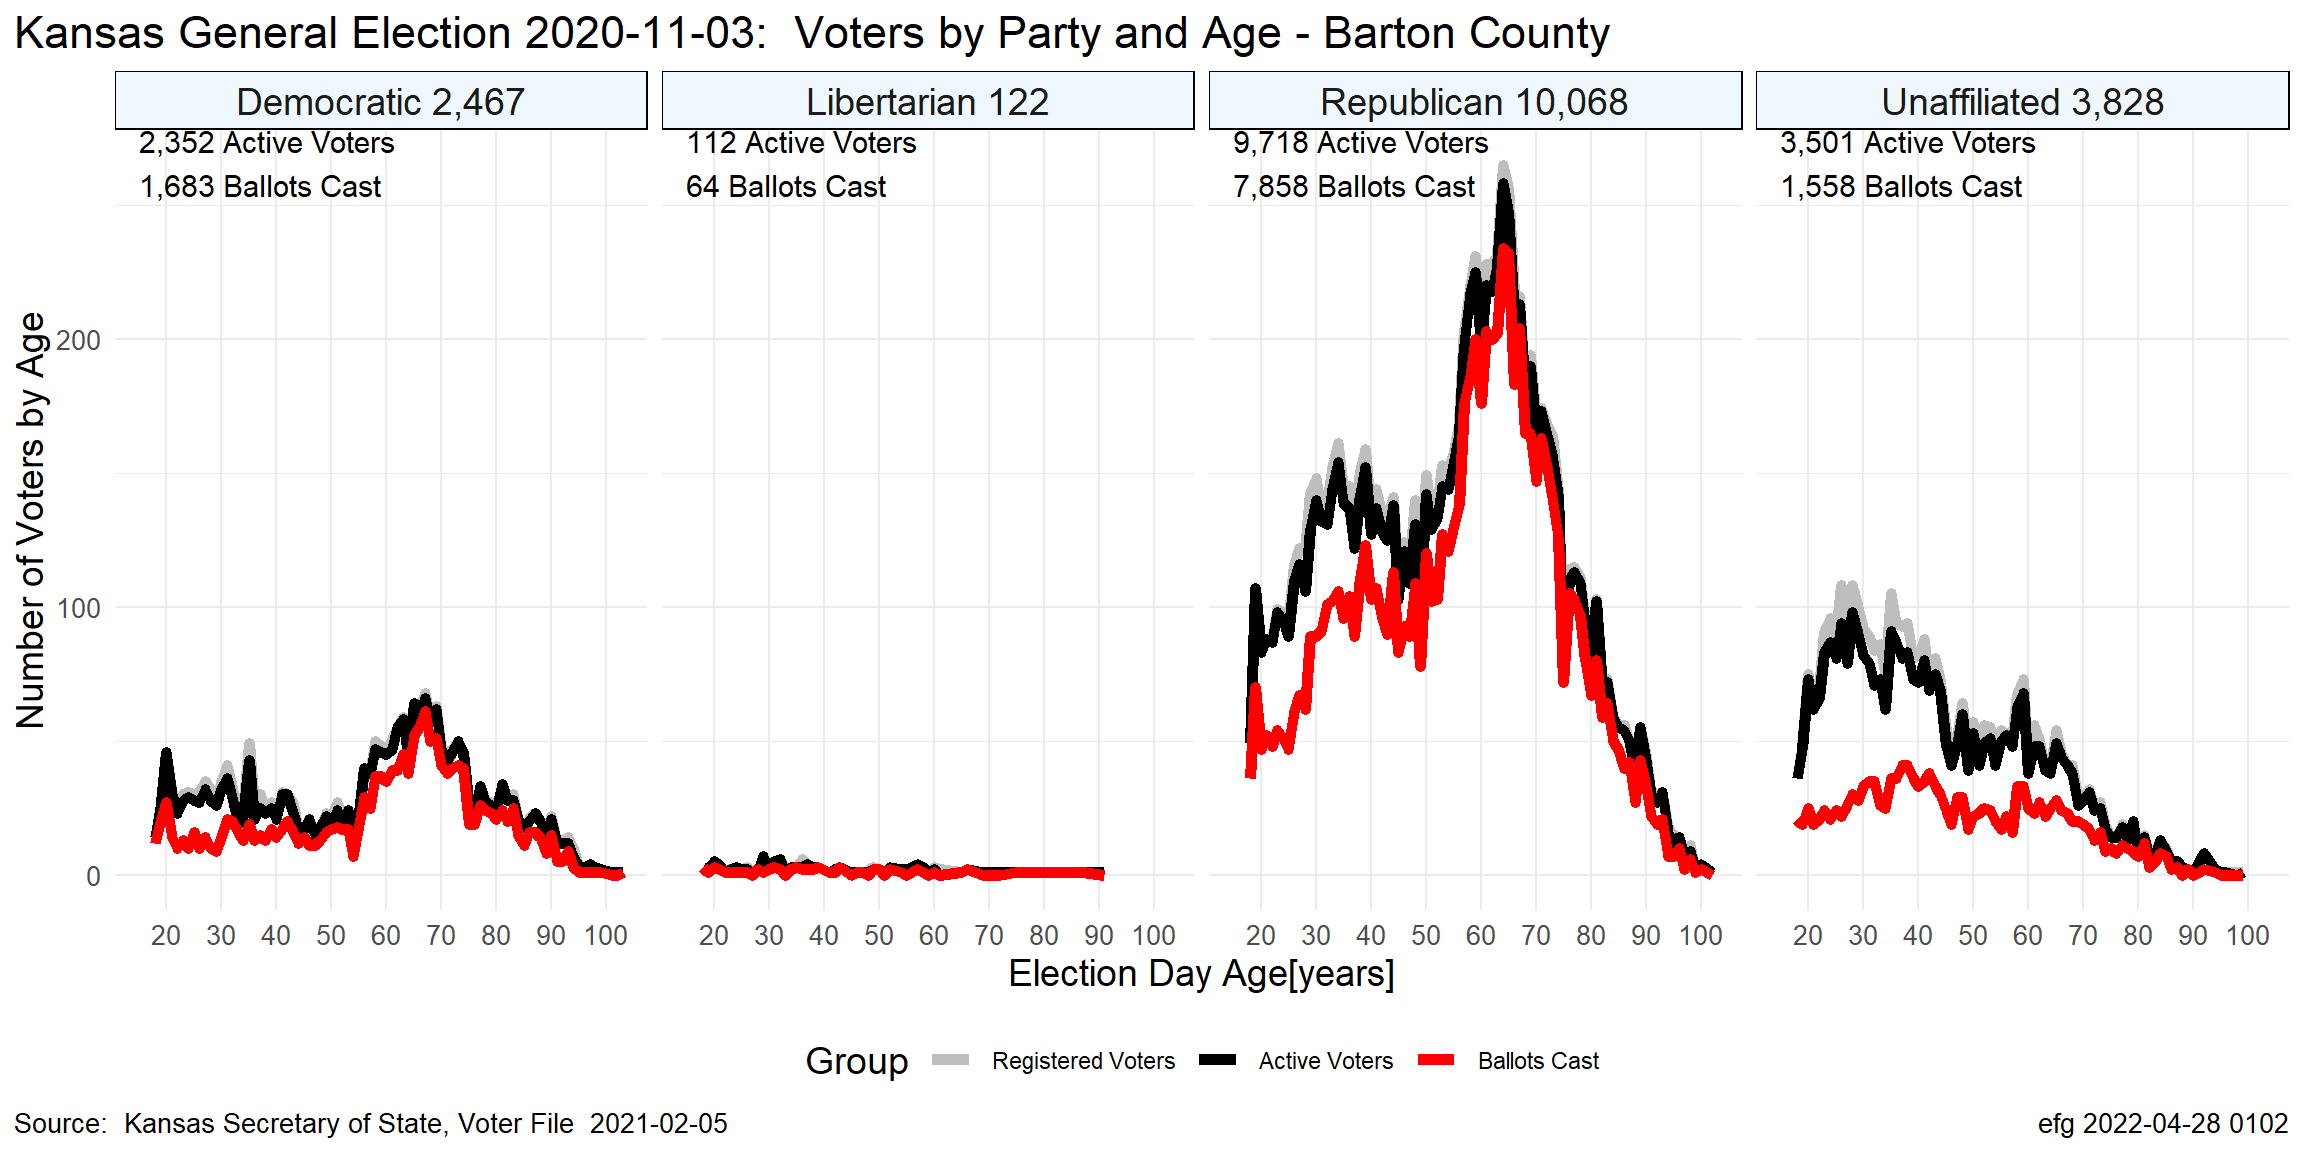 Kansas General Election 2020-11-03:  Voters by Party and Age - Barton County
Democratic 2,467
Libertarian 122
Republican 10,068
Unaffiliated 3,828
2,352 Active Voters
1,683 Ballots Cast
112 Active Voters
64 Ballots Cast
9,718 Active Voters
7,858 Ballots Cast
3,501 Active Voters
1,558 Ballots Cast
Number of Voters by Age
200
100
0
20 30 40 50 60 70 80 90 100
20 30 40 50 60 70 80 90 100
20 30 40 50 60 70 80 90 100
20 30 40 50 60 70 80 90 100
Election Day Age[years]
Group Registered Voters Active Voters Ballots Cast
Source:  Kansas Secretary of State, Voter File  2021-02-05
efg 2022-04-28 0102